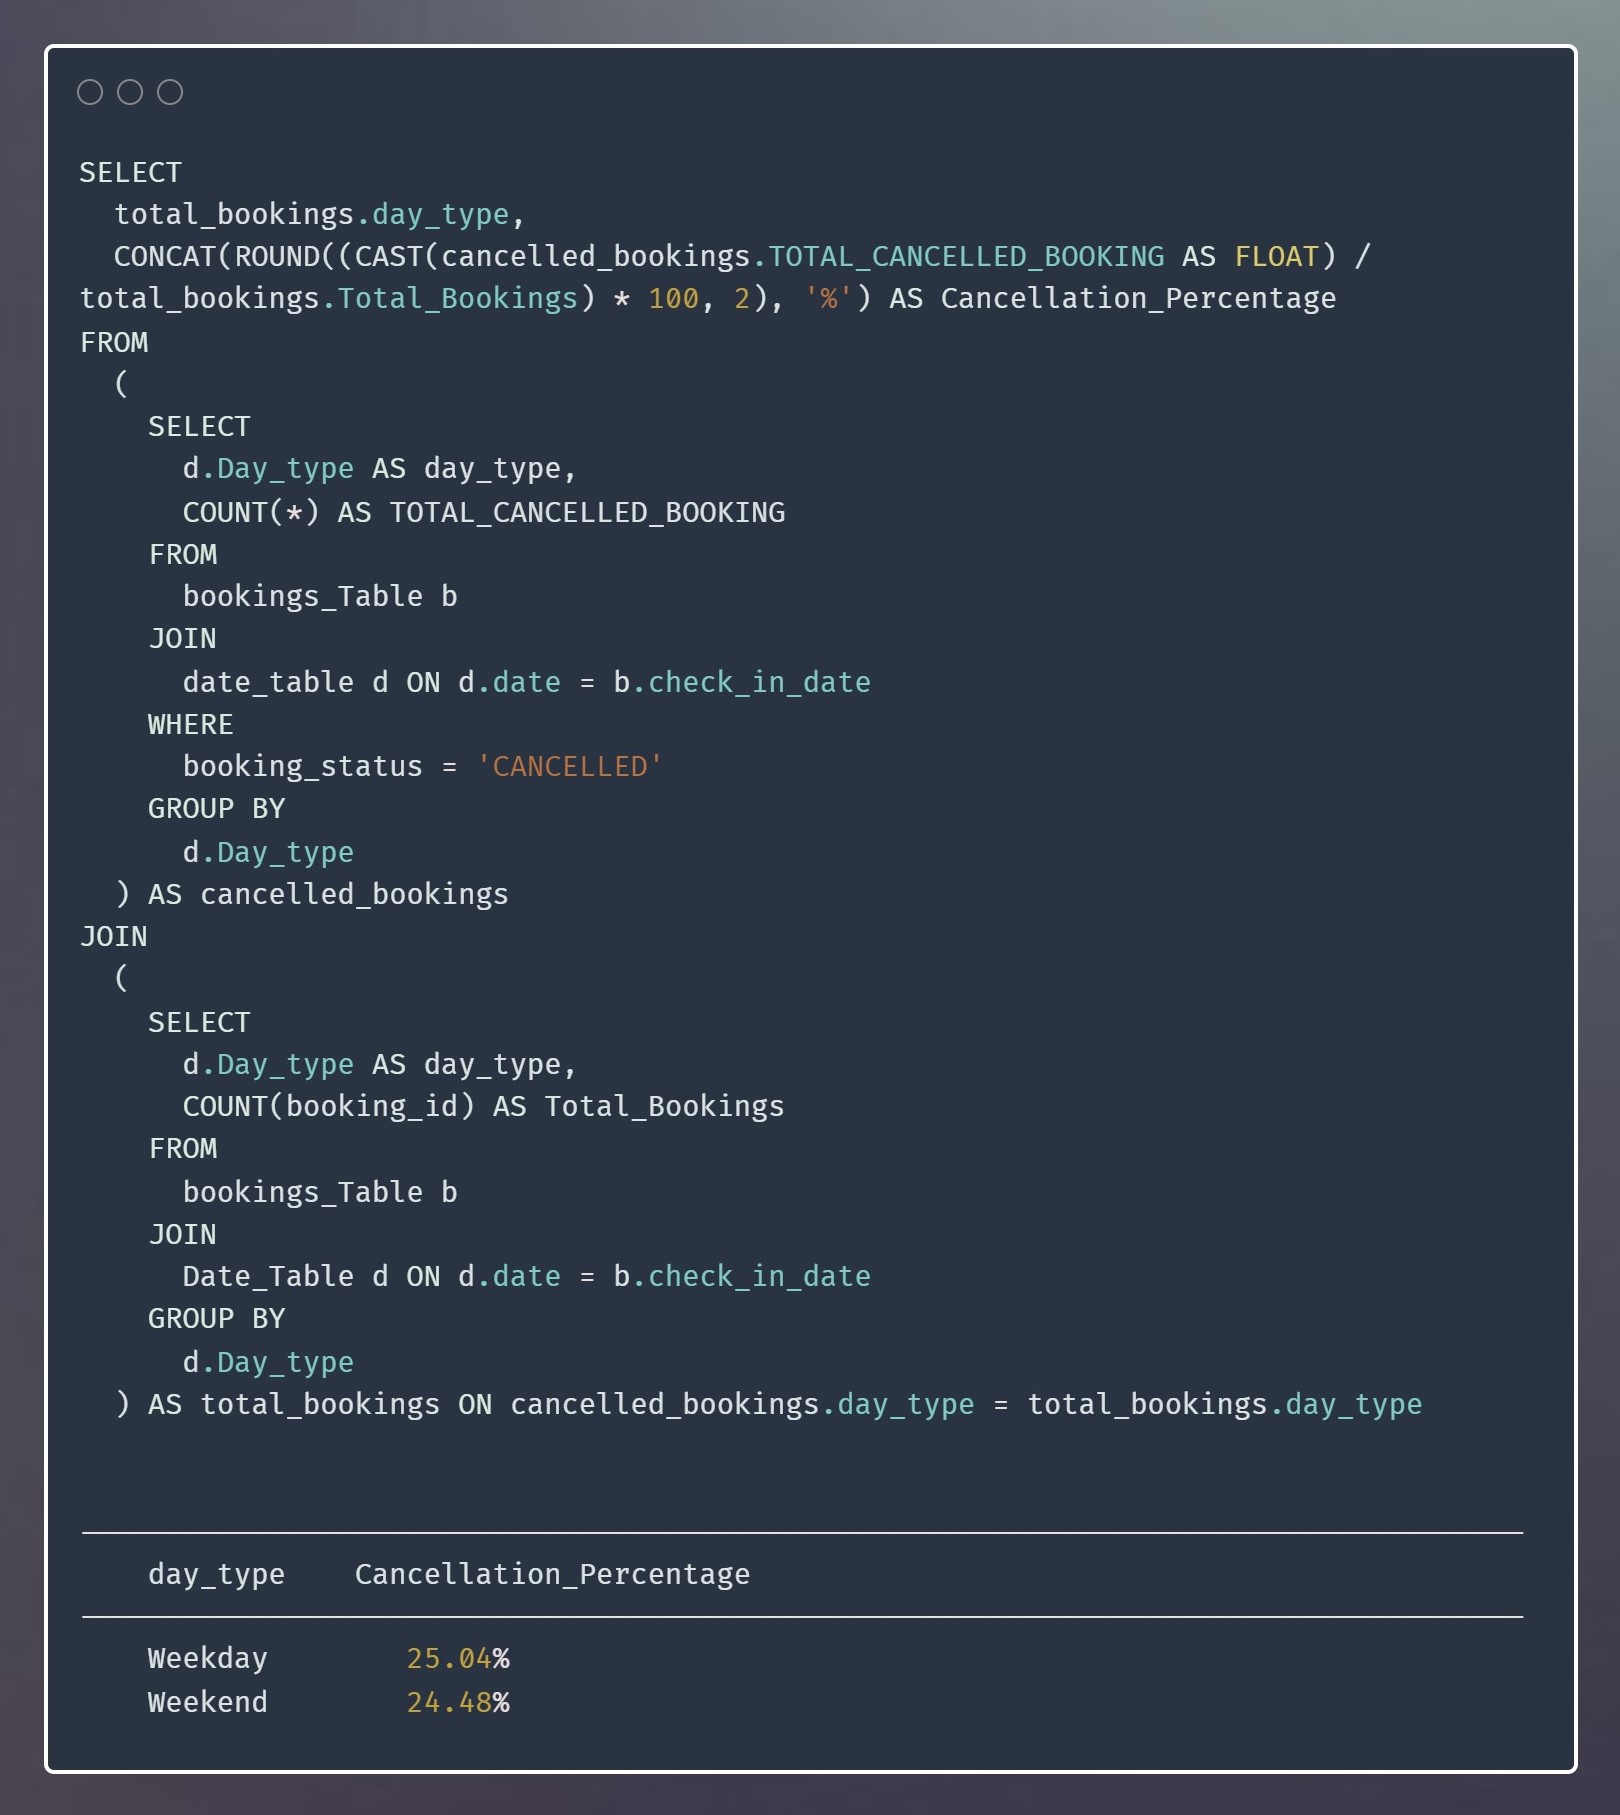 SELECT
  total_bookings.day_type,
  CONCAT(ROUND((CAST(cancelled_bookings.TOTAL_CANCELLED_BOOKING AS FLOAT) /
total_bookings.Total_Bookings) * 100, 2), '%') AS Cancellation_Percentage
FROM
  (
    SELECT
      d.Day_type AS day_type,
      COUNT(*) AS TOTAL_CANCELLED_BOOKING
    FROM
      bookings_Table b
    JOIN
      date_table d ON d.date = b.check_in_date
    WHERE
      booking_status = 'CANCELLED'
    GROUP BY
      d.Day_type
  ) AS cancelled_bookings
JOIN
  (
    SELECT
      d.Day_type AS day_type,
      COUNT(booking_id) AS Total_Bookings
    FROM
      bookings_Table b
    JOIN
      Date_Table d ON d.date = b.check_in_date
    GROUP BY
      d.Day_type
  ) AS total_bookings ON cancelled_bookings.day_type = total_bookings.day_type
    day_type    Cancellation_Percentage
    Weekday        25.04%
    Weekend        24.48%